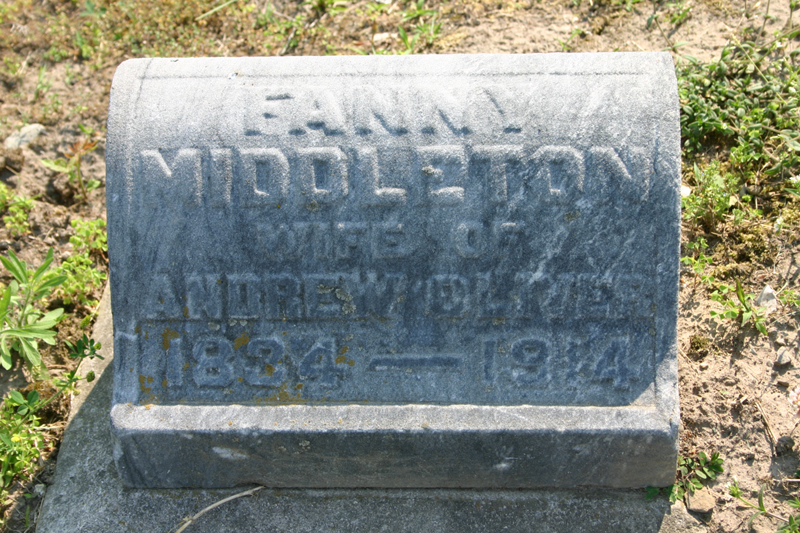 FANNY
MIDDLETON
WIFE OF
ANDREW OLIVER
1834 — 1914